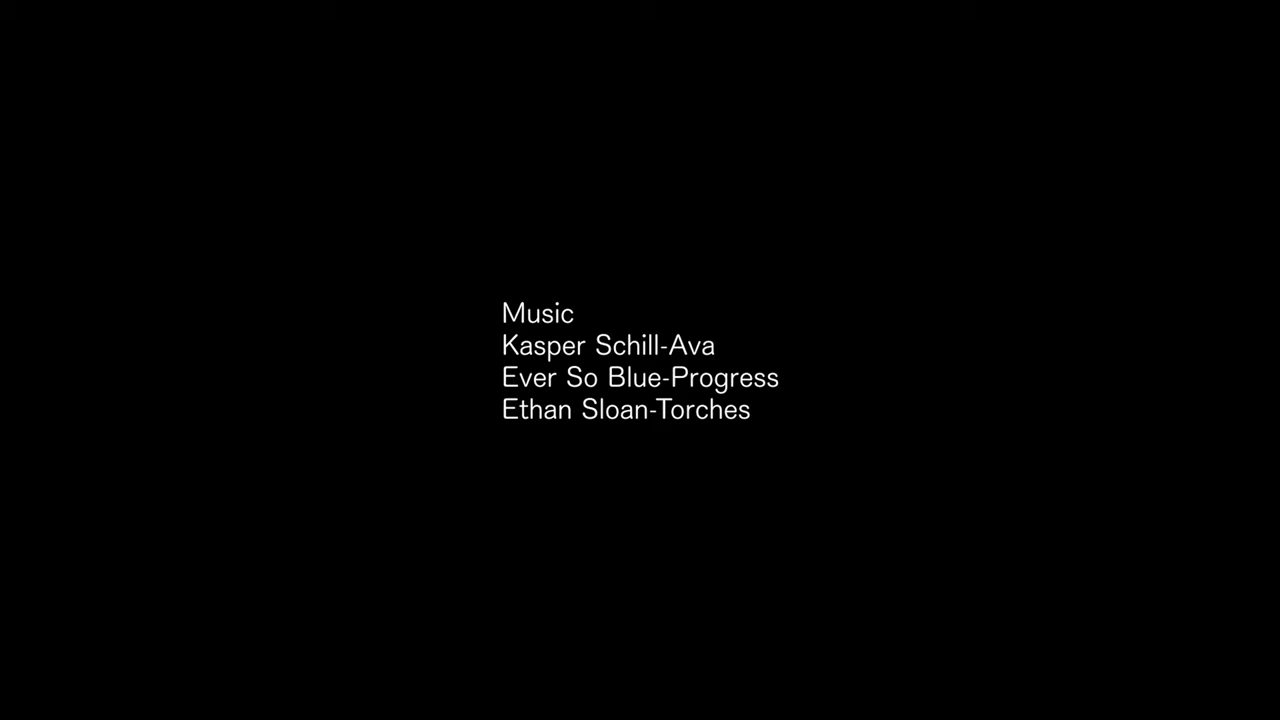 Music
Kasper Schill-Ava
Ever So Blue-Progress
Ethan Sloan-Torches